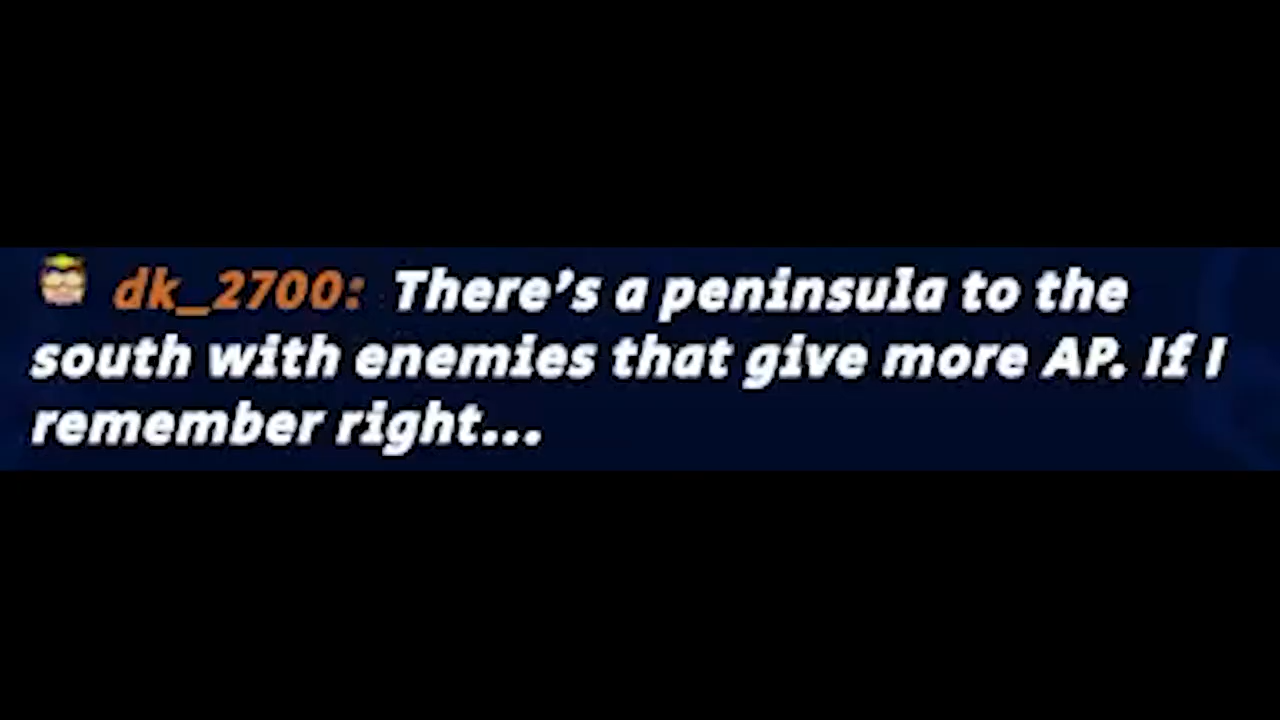 dk_2700: There’s a peninsula to the
south with enemies that give more AP. If I
remember right...